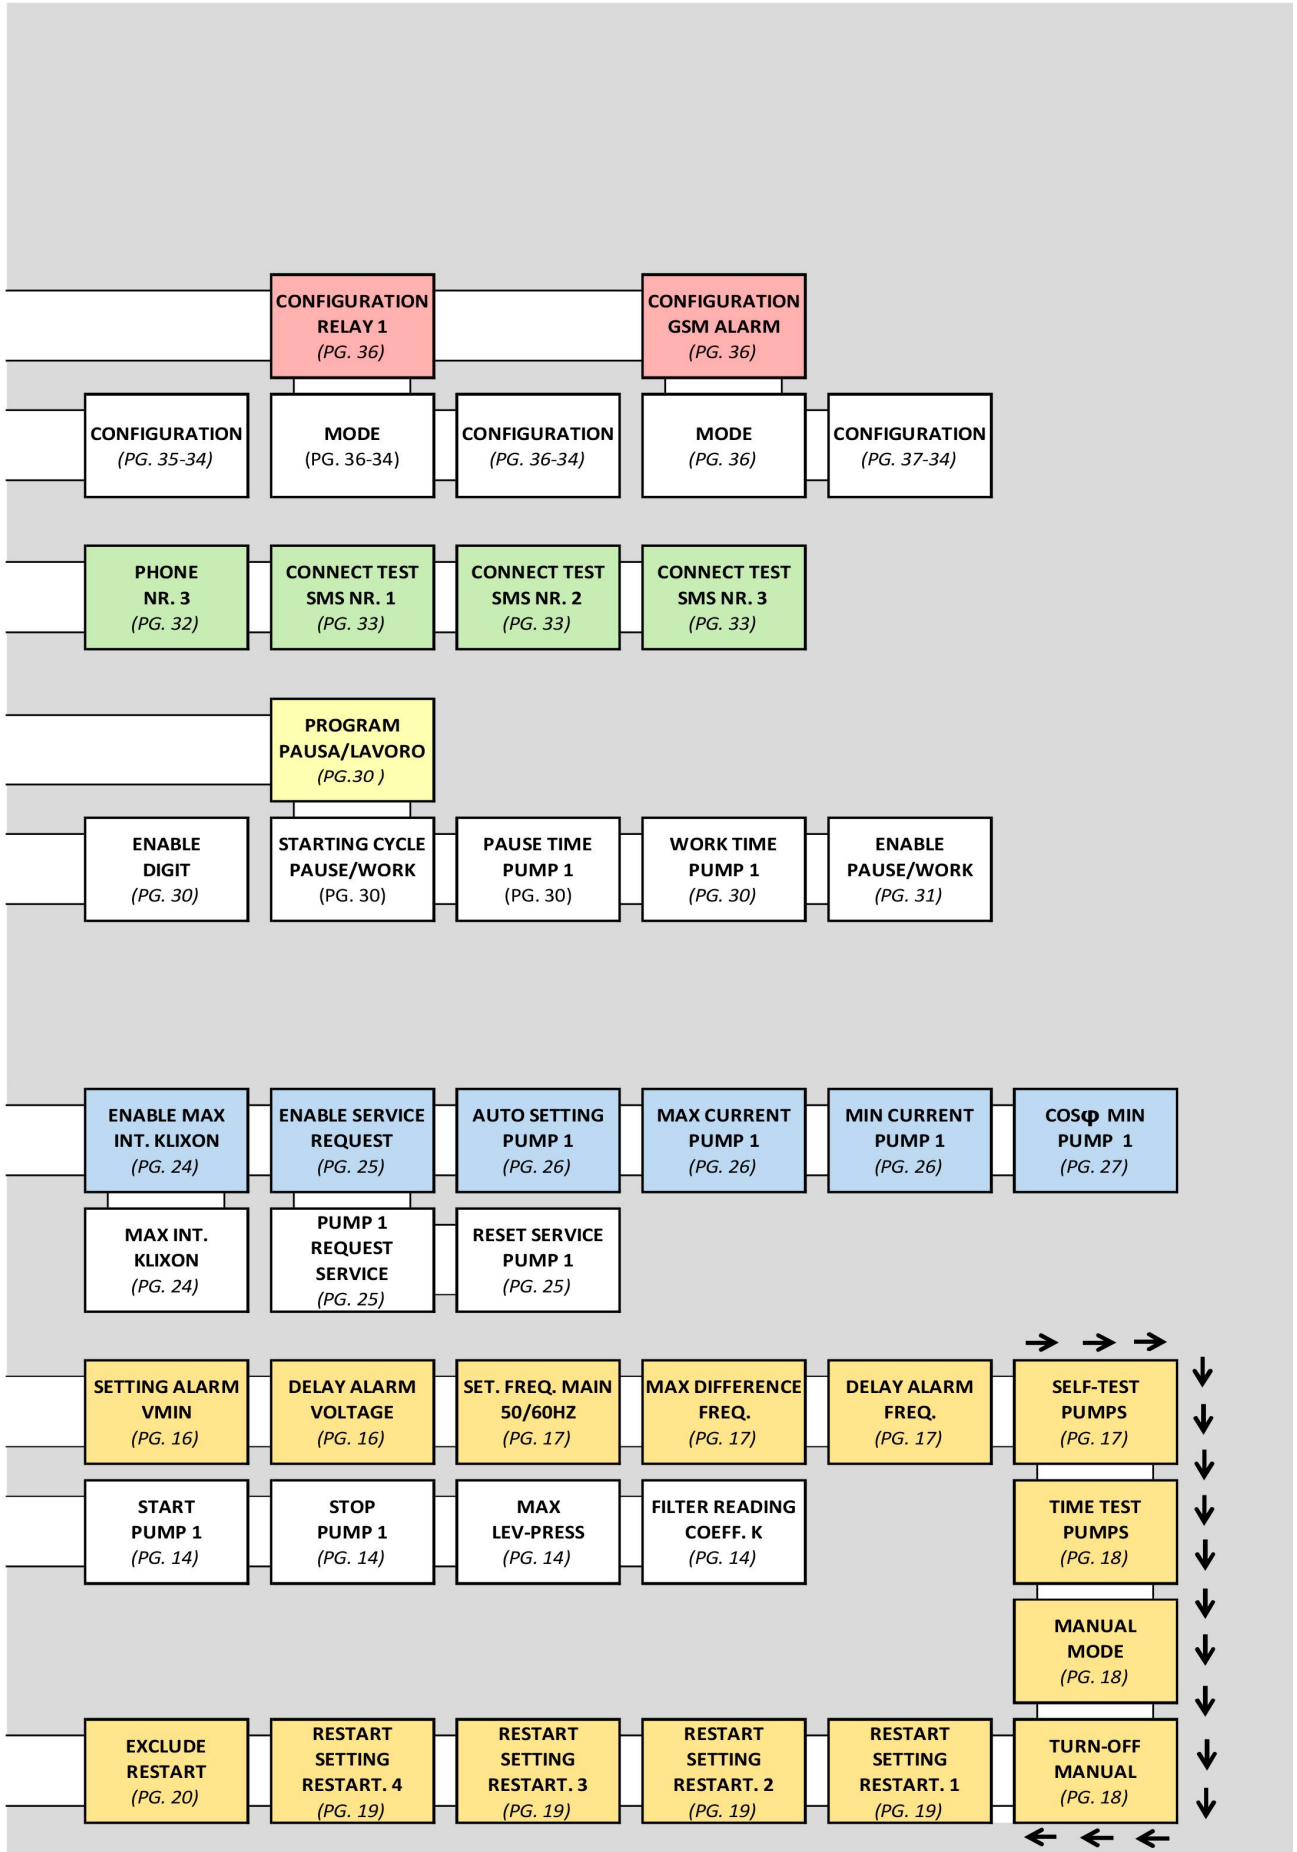 CONFIGURATION
RELAY 1
(PG. 36)
CONFIGURATION
GSM ALARM
(PG. 36)
CONFIGURATION
(PG. 35-34)
MODE
(PG. 36-34)
CONFIGURATION
(PG. 36-34)
MODE
(PG. 36)
CONFIGURATION
(PG. 37-34)
PHONE
NR. 3
(PG. 32)
CONNECT TEST
SMS NR. 1
(PG. 33)
CONNECT TEST
SMS NR. 2
(PG. 33)
CONNECT TEST
SMS NR. 3
(PG. 33)
PROGRAM
PAUSA/LAVORO
(PG.30 )
ENABLE
DIGIT
(PG. 30)
STARTING CYCLE
PAUSE/WORK
(PG. 30)
PAUSE TIME
PUMP 1
(PG. 30)
WORK TIME
PUMP 1
(PG. 30)
ENABLE
PAUSE/WORK
(PG. 31)
ENABLE MAX
INT. KLIXON
(PG. 24)
ENABLE SERVICE
REQUEST
(PG. 25)
AUTO SETTING
PUMP 1
(PG. 26)
MAX CURRENT
PUMP 1
(PG. 26)
MIN CURRENT
PUMP 1
(PG. 26)
COSφ MIN
PUMP 1
(PG. 27)
MAX INT.
KLIXON
(PG. 24)
PUMP 1
REQUEST
SERVICE
(PG. 25)
RESET SERVICE
PUMP 1
(PG. 25)
SETTING ALARM
VMIN
(PG. 16)
DELAY ALARM
VOLTAGE
(PG. 16)
SET. FREQ. MAIN
50/60HZ
(PG. 17)
MAX DIFFERENCE
FREQ.
(PG. 17)
DELAY ALARM
FREQ.
(PG. 17)
SELF-TEST
PUMPS
(PG. 17)
START
PUMP 1
(PG. 14)
STOP
PUMP 1
(PG. 14)
MAX
LEV-PRESS
(PG. 14)
FILTER READING
COEFF. K
(PG. 14)
TIME TEST
PUMPS
(PG. 18)
MANUAL
MODE
(PG. 18)
EXCLUDE
RESTART
(PG. 20)
RESTART
SETTING
RESTART. 4
(PG. 19)
RESTART
SETTING
RESTART. 3
(PG. 19)
RESTART
SETTING
RESTART. 2
(PG. 19)
RESTART
SETTING
RESTART. 1
(PG. 19)
TURN-OFF
MANUAL
(PG. 18)